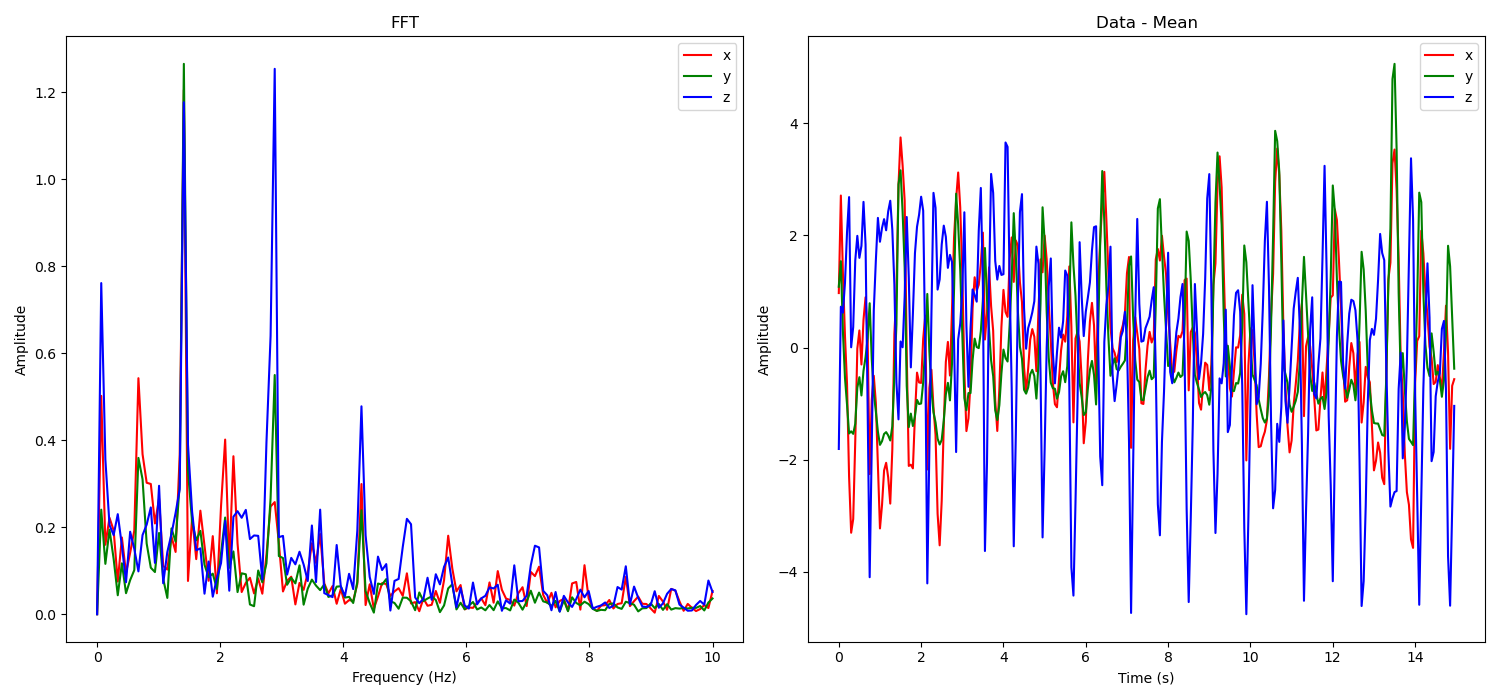 FFT
x
y
z
Amplitude
1.2
1.0
0.8
0.6
0.4
0.2
0.0
0 2 4 6 8 10
Frequency (Hz)
Data - Mean
x
y
z
Amplitude
4
2
0
−2
−4
0 2 4 6 8 10 12 14
Time (s)